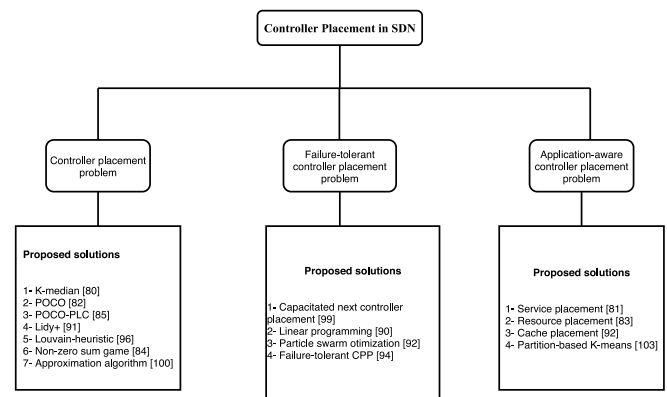 Controller Placement in SDN
Controller placement
problem
Failure-tolerant
controller placement
problem
Application-aware
controller placement
problem
Proposed solutions
1- K-median [80]
2- POCO [82]
3- POCO-PLC [85]
4- Lidy+ [91]
5- Louvain-heuristic [96]
6- Non-zero sum game [84]
7- Approximation algorithm [100]
Proposed solutions
1- Capacitated next controller
placement [99]
2- Linear programming [90]
3- Particle swarm otimization [92]
4- Failure-tolerant CPP [94]
Proposed solutions
1- Service placement [81]
2- Resource placement [83]
3- Cache placement [92]
4- Partition-based K-means [103]